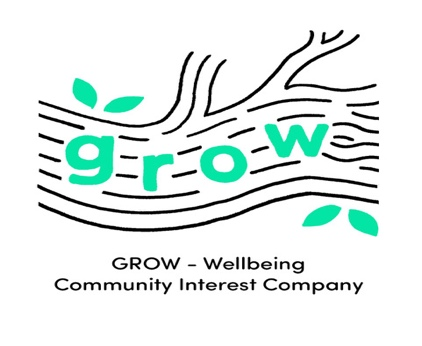 grow
GROW – Wellbeing
Community Interest Company